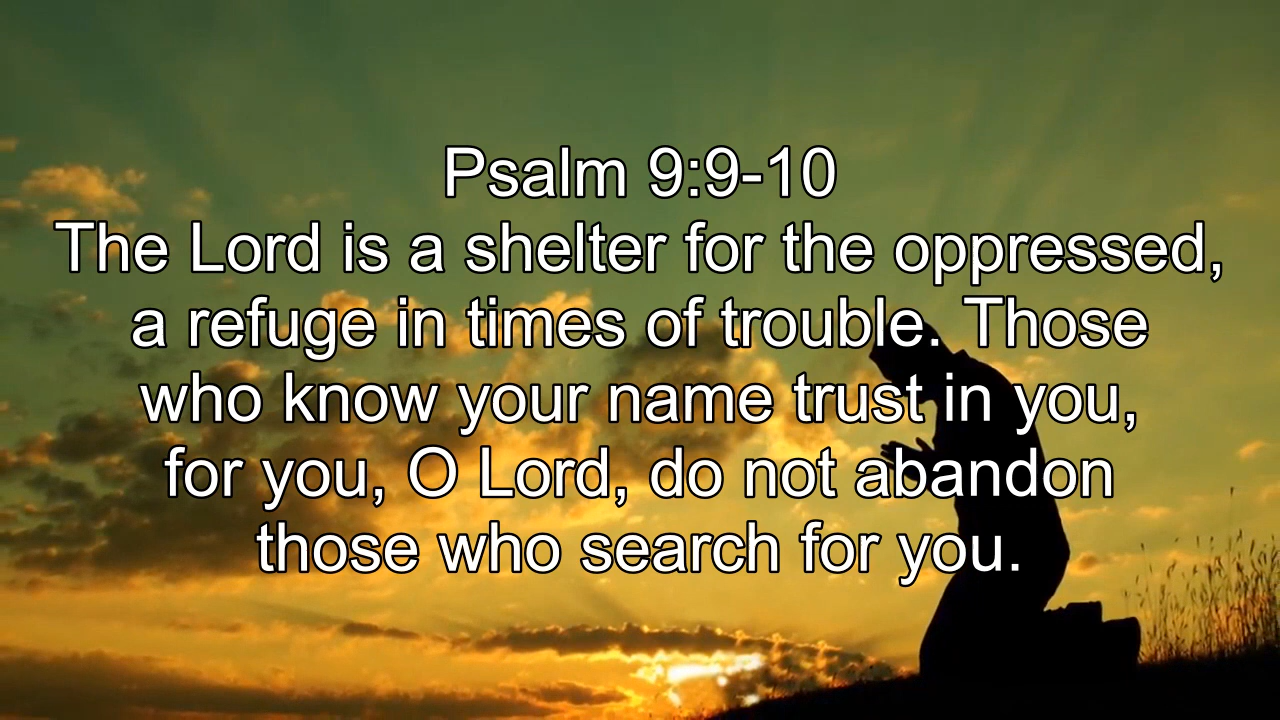 Psalm 9:9-10
The Lord is a shelter for the oppressed,
a refuge in times of trouble. Those
who know your name trust in you,
for you, O Lord, do not abandon
those who search for you.